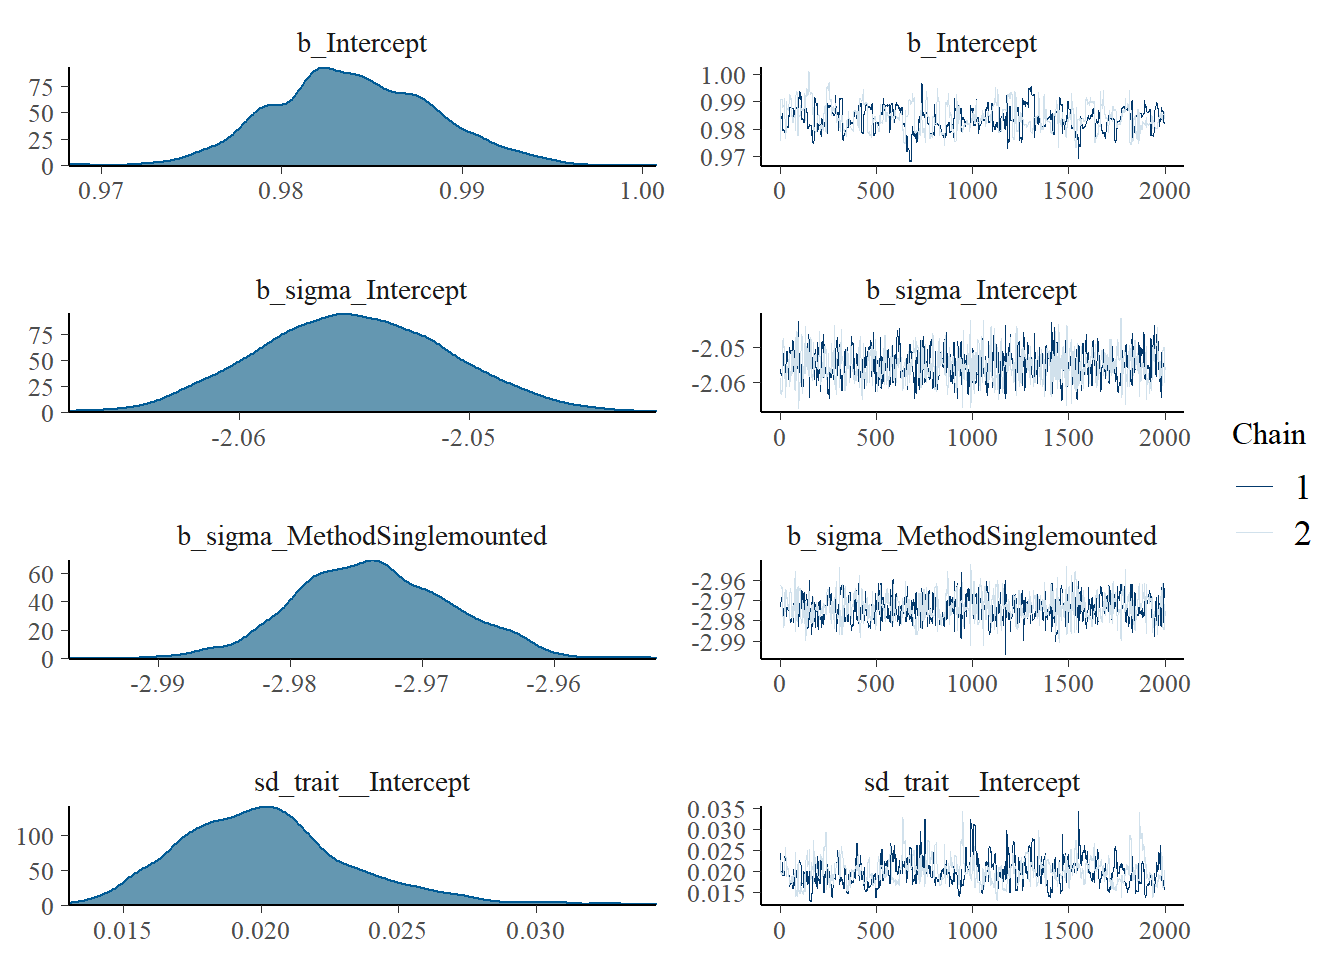 b_Intercept
75
50
25
0
0.97 0.98 0.99 1.00
b_Intercept
1.00
0.99
0.98
0.97
0 500 1000 1500 2000
b_sigma_Intercept
75
50
25
0
-2.06 -2.05
b_sigma_Intercept
-2.05
-2.06
0 500 1000 1500 2000
b_sigma_MethodSinglemounted
60
40
20
0
-2.99 -2.98 -2.97 -2.96
b_sigma_MethodSinglemounted
-2.96
-2.97
-2.98
-2.99
0 500 1000 1500 2000
sd_trait__Intercept
100
50
0
0.015 0.020 0.025 0.030
sd_trait__Intercept
0.035
0.030
0.025
0.020
0.015
0 500 1000 1500 2000
Chain
1
2